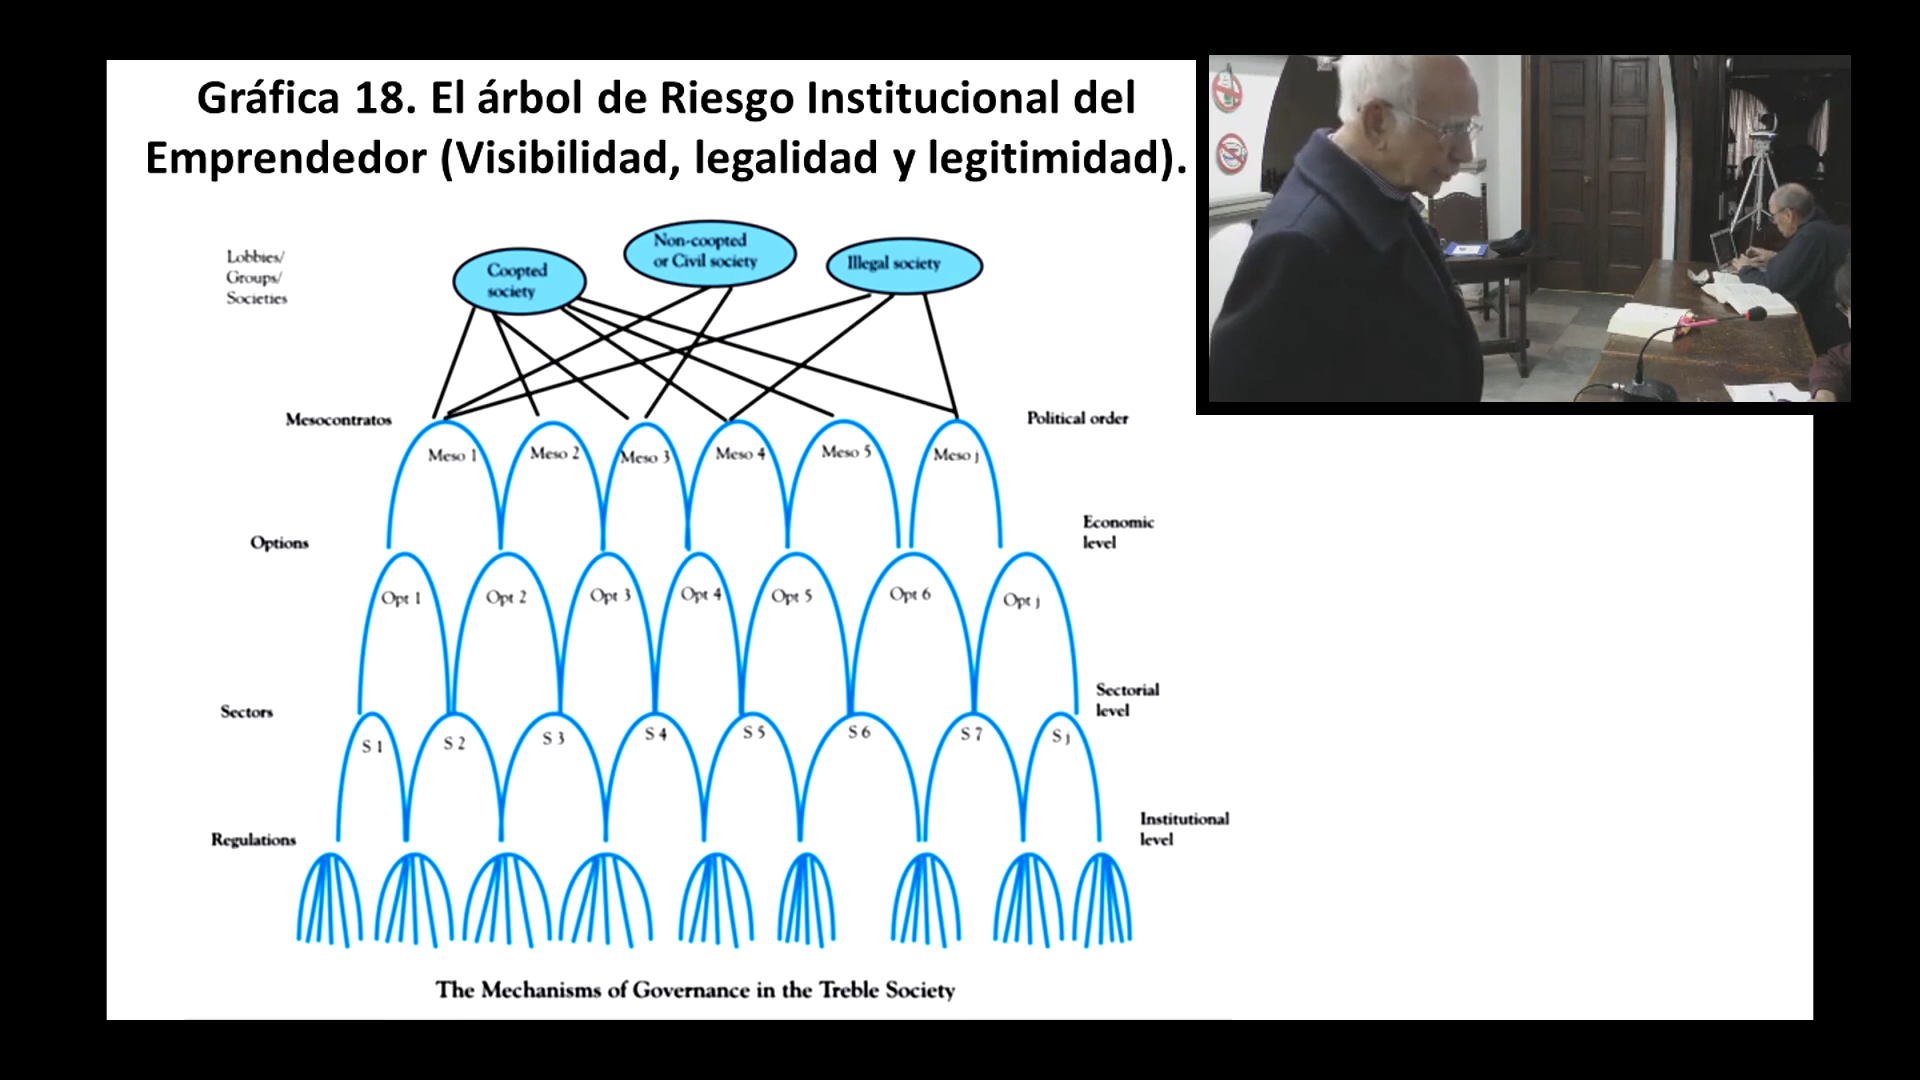 Gráfica 18. El árbol de Riesgo Institucional del
Emprendedor (Visibilidad, legalidad y legitimidad).
Lobbies/
Groups/
Societies
Coopted
society
Non-coopted
or Civil society
Illegal society
Mesocontratos
Political order
Meso 1
Meso 2
Meso 3
Meso 4
Meso 5
Meso j
Options
Economic
level
Opt 1
Opt 2
Opt 3
Opt 4
Opt 5
Opt 6
Opt j
Sectors
Sectorial
level
S 1
S 2
S 3
S 4
S 5
S 6
S 7
S j
Regulations
Institutional
level
The Mechanisms of Governance in the Treble Society